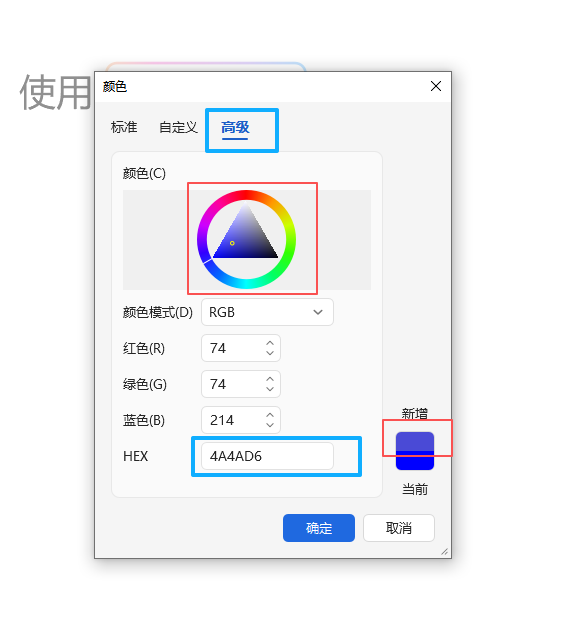 使用
颜色
标准 自定义 高级
颜色(C)
颜色模式(D) RGB
红色(R) 74
绿色(G) 74
蓝色(B) 214
HEX 4A4AD6
新增
当前
确定 取消